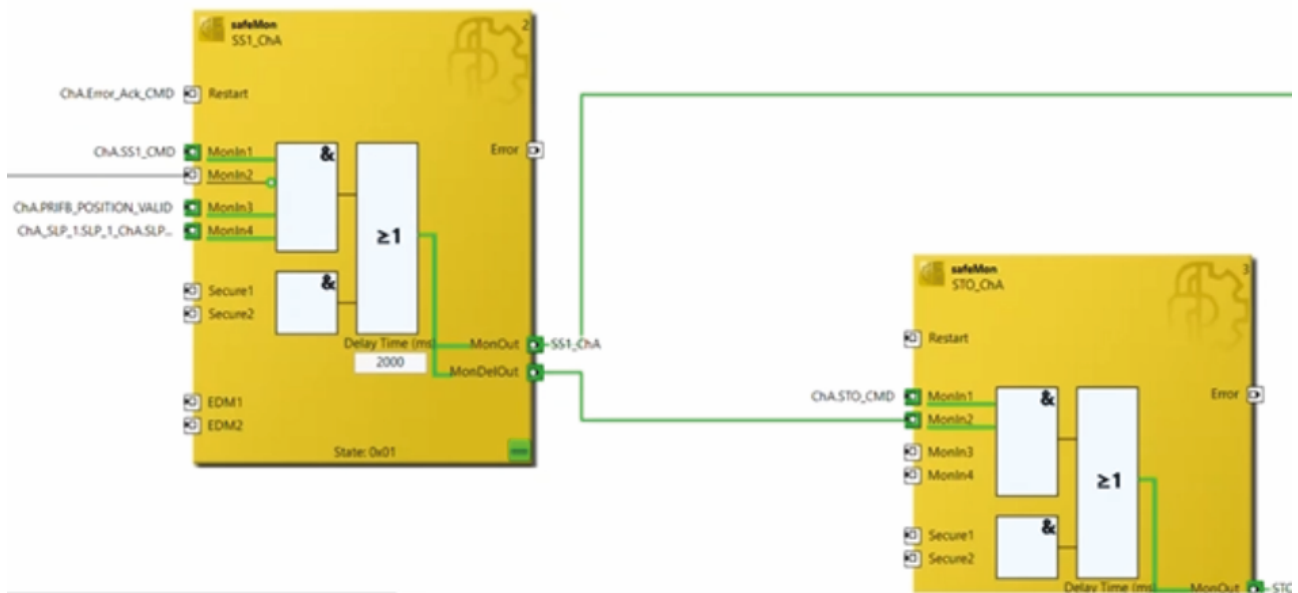 safeMon
2
SS1_ChA
ChA.Error_Ack_CMD
Restart
ChA.SS1_CMD
MonIn1
&
Error
MonIn2
ChA.PRIFB_POSITION_VALID
MonIn3
ChA_SLP_1.SLP_1_ChA.SLP...
MonIn4
≥1
&
Secure1
Secure2
Delay Time (ms
MonOut
SS1_ChA
2000
MonDelOut
EDM1
EDM2
State: 0x01
safeMon
3
STO_ChA
Restart
ChA.STO_CMD
MonIn1
&
Error
MonIn2
MonIn3
MonIn4
≥1
&
Secure1
Secure2
Delay Time (ms
MonOut
STO